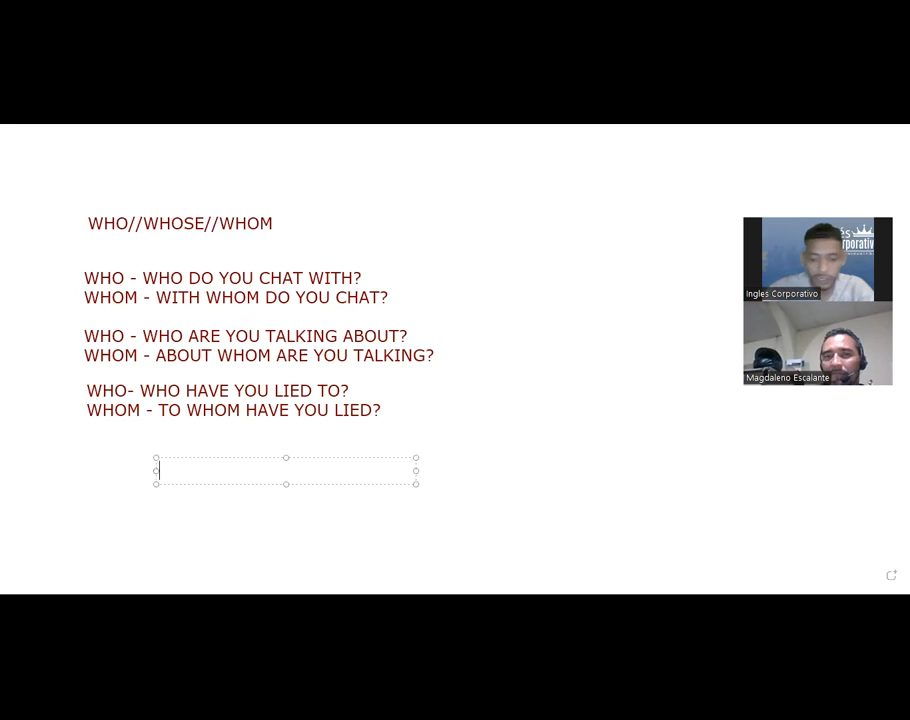 WHO//WHOSE//WHOM
WHO - WHO DO YOU CHAT WITH?
WHOM - WITH WHOM DO YOU CHAT?
WHO - WHO ARE YOU TALKING ABOUT?
WHOM - ABOUT WHOM ARE YOU TALKING?
WHO- WHO HAVE YOU LIED TO?
WHOM - TO WHOM HAVE YOU LIED?
Ingles Corporativo
Magdaleno Escalante